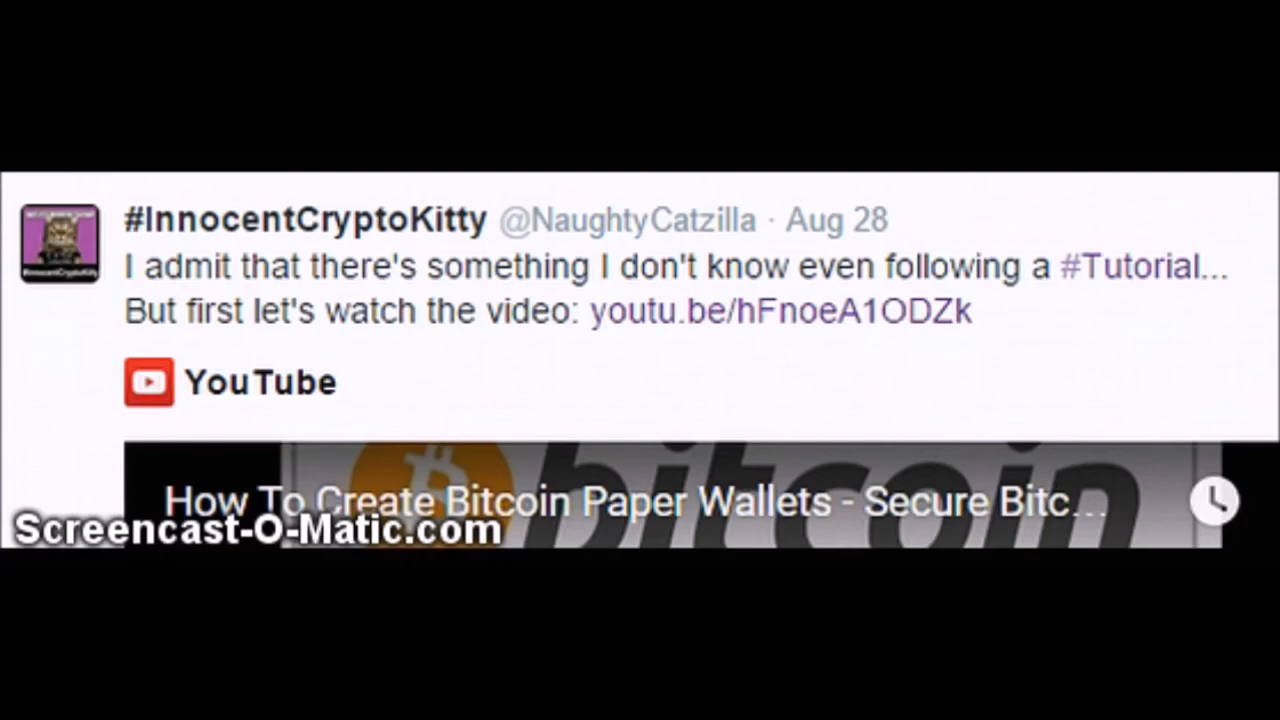 #InnocentCryptoKitty @NaughtyCatzilla · Aug 28
I admit that there's something I don't know even following a #Tutorial...
But first let's watch the video: youtu.be/hFnoeA1ODZk
YouTube
bitcoin
How To Create Bitcoin Paper Wallets - Secure Bitc...
Screencast-O-Matic.com